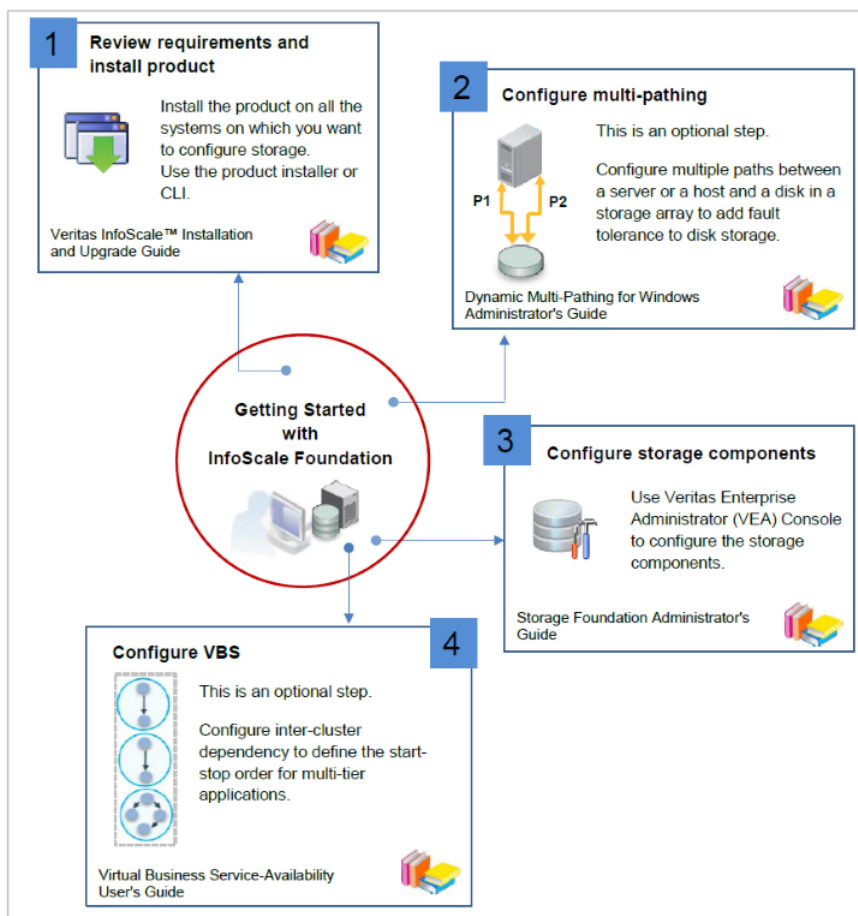 1
Review requirements and
install product
Install the product on all the
systems on which you want
to configure storage.
Use the product installer or
CLI.
Veritas InfoScale™ Installation
and Upgrade Guide
2
Configure multi-pathing
This is an optional step.
Configure multiple paths between
a server or a host and a disk in a
storage array to add fault
tolerance to disk storage.
P1
P2
Dynamic Multi-Pathing for Windows
Administrator's Guide
Getting Started
with
InfoScale Foundation
3
Configure storage components
Use Veritas Enterprise
Administrator (VEA) Console
to configure the storage
components.
Storage Foundation Administrator's
Guide
4
Configure VBS
This is an optional step.
Configure inter-cluster
dependency to define the start-
stop order for multi-tier
applications.
Virtual Business Service-Availability
User's Guide